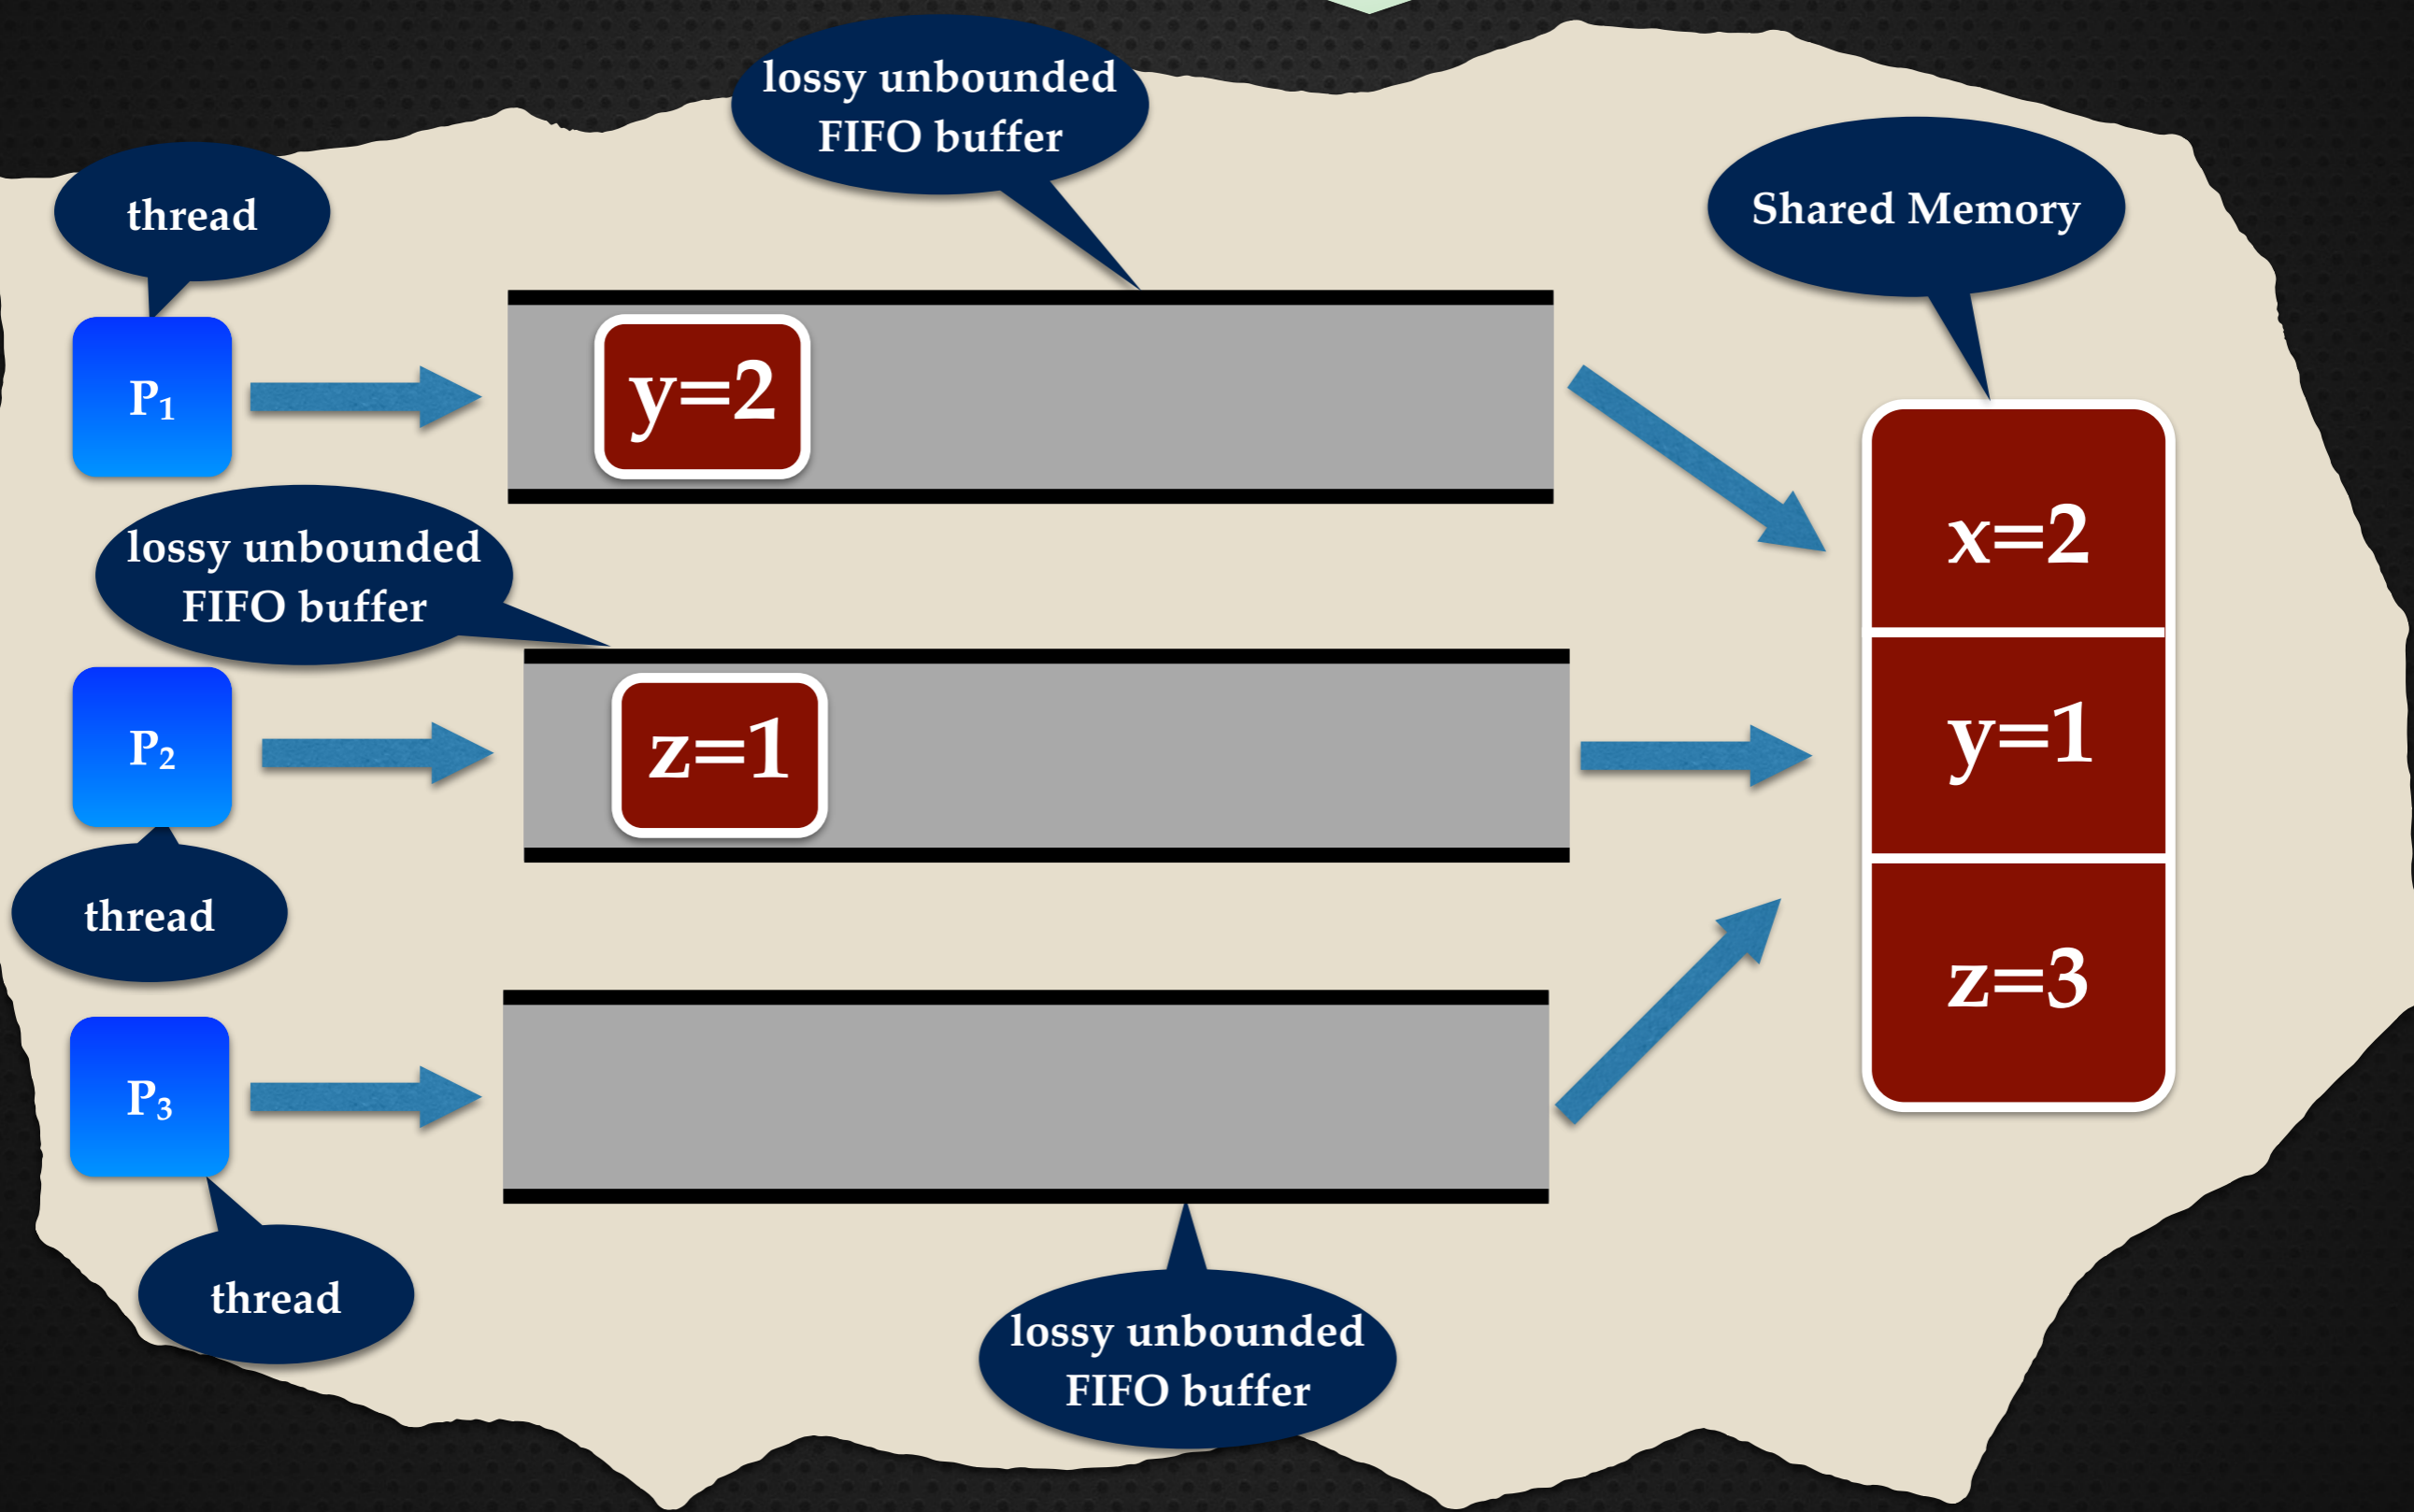 lossy unbounded
FIFO buffer
thread
Shared Memory
P₁
y=2
x=2
lossy unbounded
FIFO buffer
P₂
z=1
y=1
thread
P₃
z=3
thread
lossy unbounded
FIFO buffer